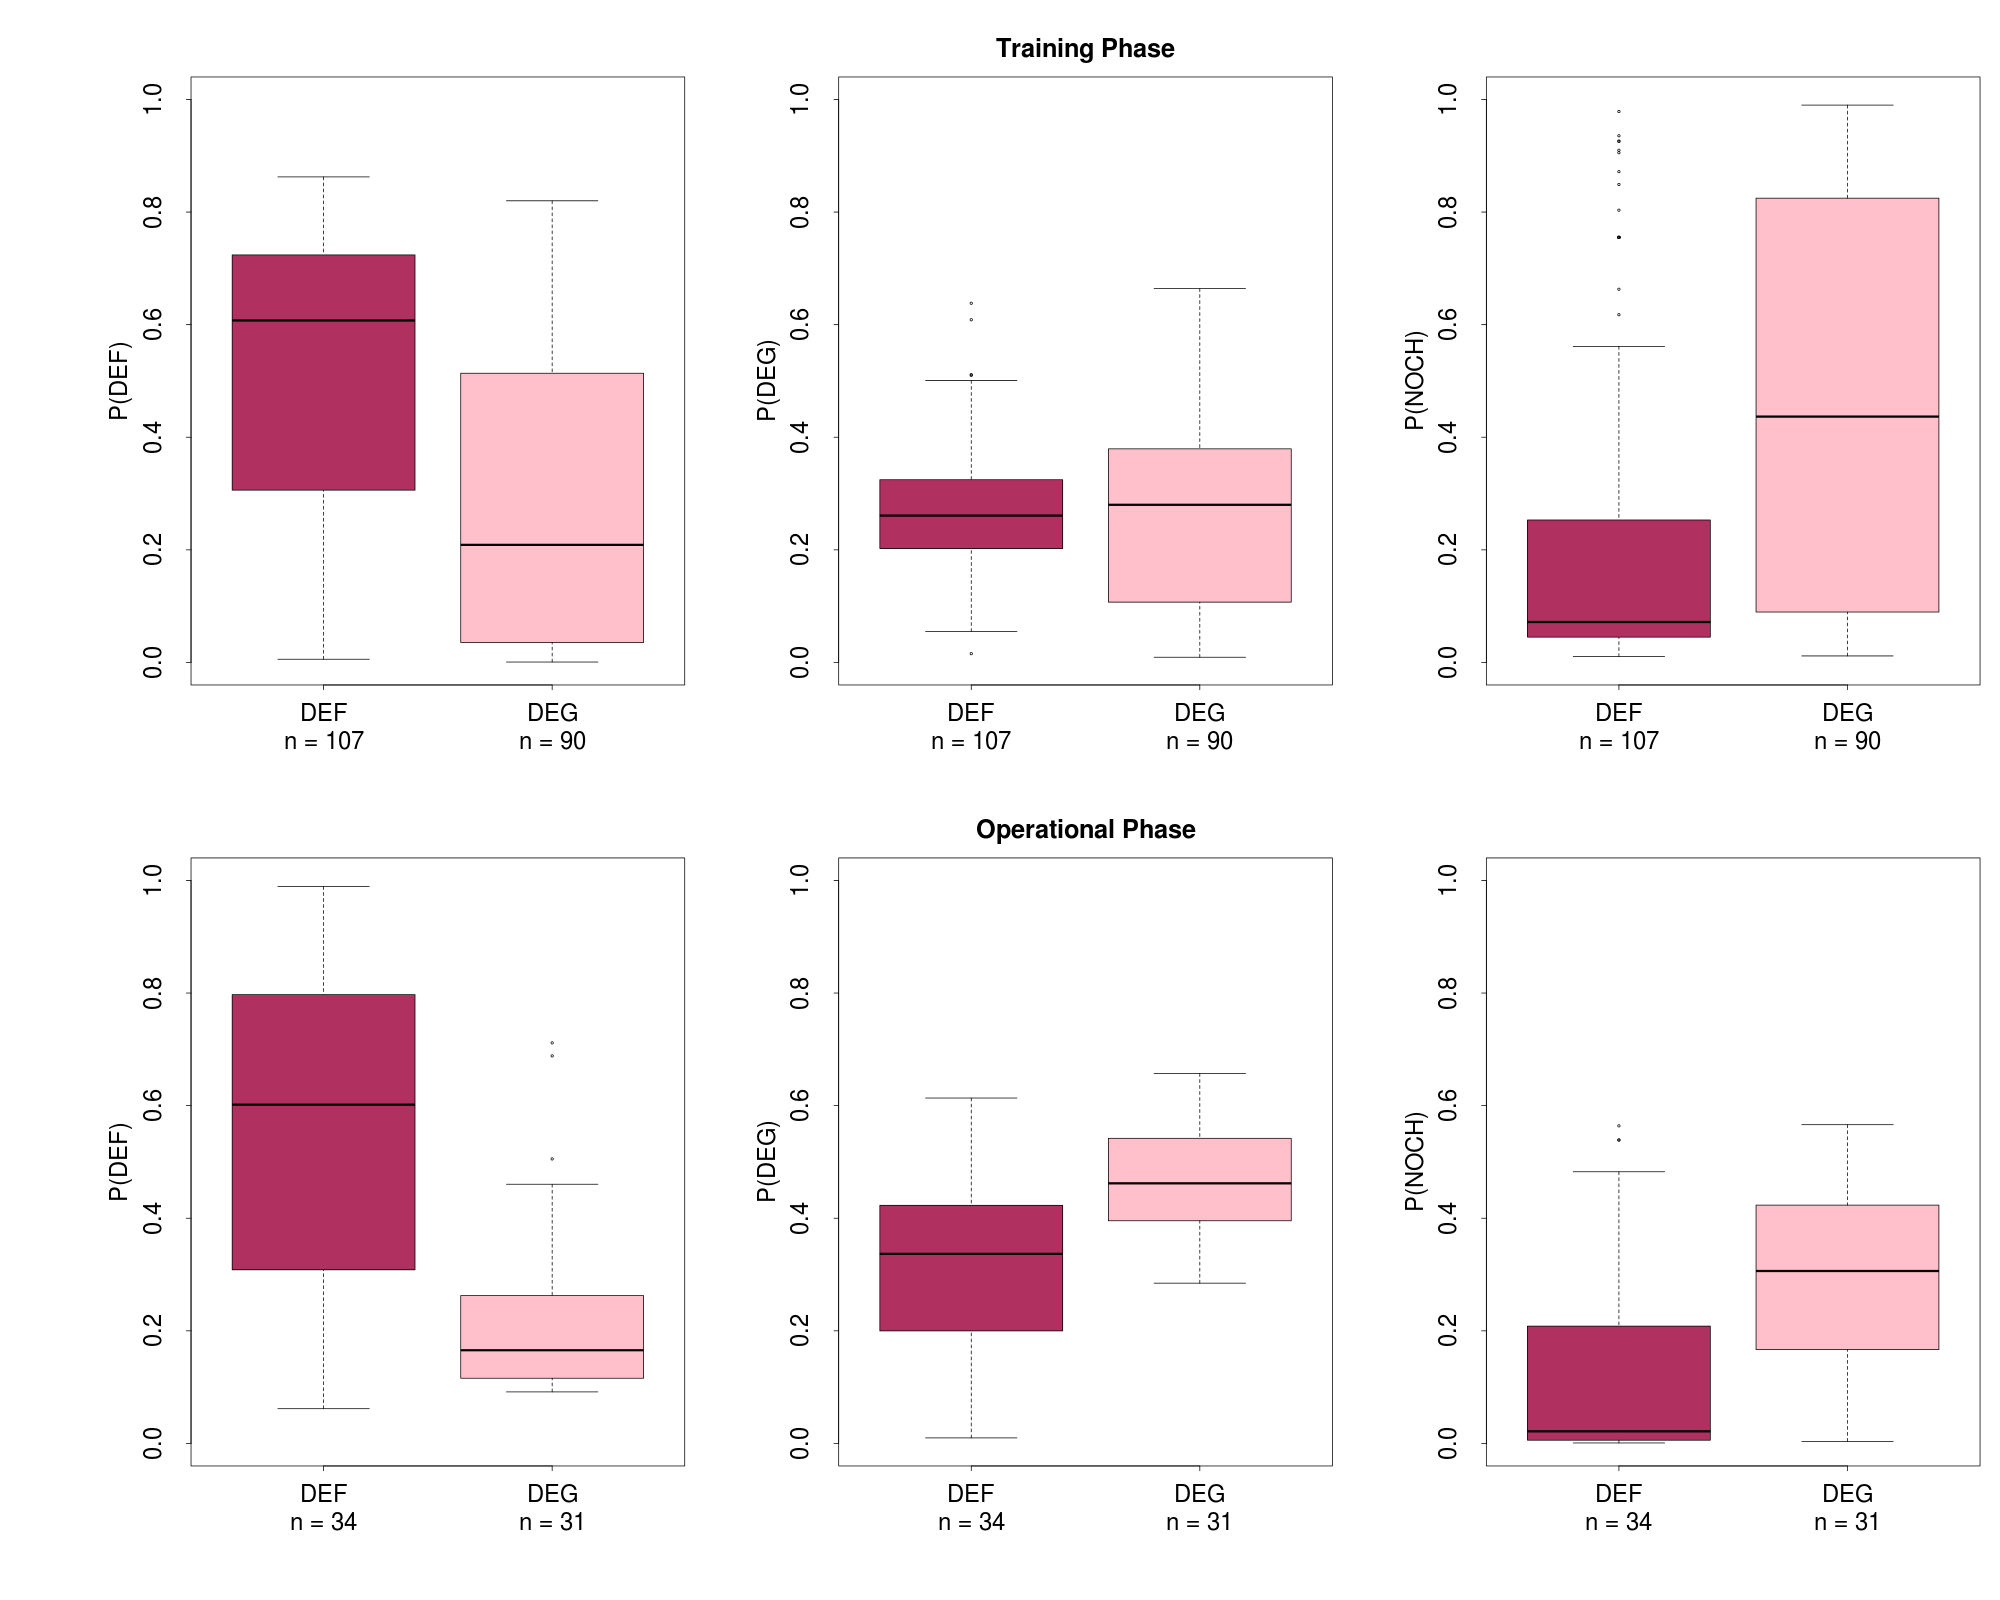 Training Phase
P(DEF)
1.0
0.8
0.6
0.4
0.2
0.0
DEF
n = 107
DEG
n = 90
P(DEG)
1.0
0.8
0.6
0.4
0.2
0.0
DEF
n = 107
DEG
n = 90
P(NOCH)
1.0
0.8
0.6
0.4
0.2
0.0
DEF
n = 107
DEG
n = 90
Operational Phase
P(DEF)
1.0
0.8
0.6
0.4
0.2
0.0
DEF
n = 34
DEG
n = 31
P(DEG)
1.0
0.8
0.6
0.4
0.2
0.0
DEF
n = 34
DEG
n = 31
P(NOCH)
1.0
0.8
0.6
0.4
0.2
0.0
DEF
n = 34
DEG
n = 31